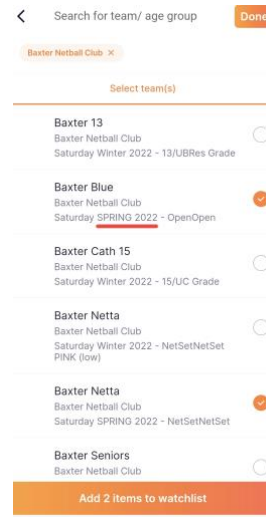 Search for team/ age group
Done
Baxter Netball Club ×
Select team(s)
Baxter 13
Baxter Netball Club
Saturday Winter 2022 - 13/UBRes Grade
Baxter Blue
Baxter Netball Club
Saturday SPRING 2022 - OpenOpen
Baxter Cath 15
Baxter Netball Club
Saturday Winter 2022 - 15/UC Grade
Baxter Netta
Baxter Netball Club
Saturday Winter 2022 - NetSetNetSet
PINK (low)
Baxter Netta
Baxter Netball Club
Saturday SPRING 2022 - NetSetNetSet
Baxter Seniors
Baxter Netball Club
Add 2 items to watchlist